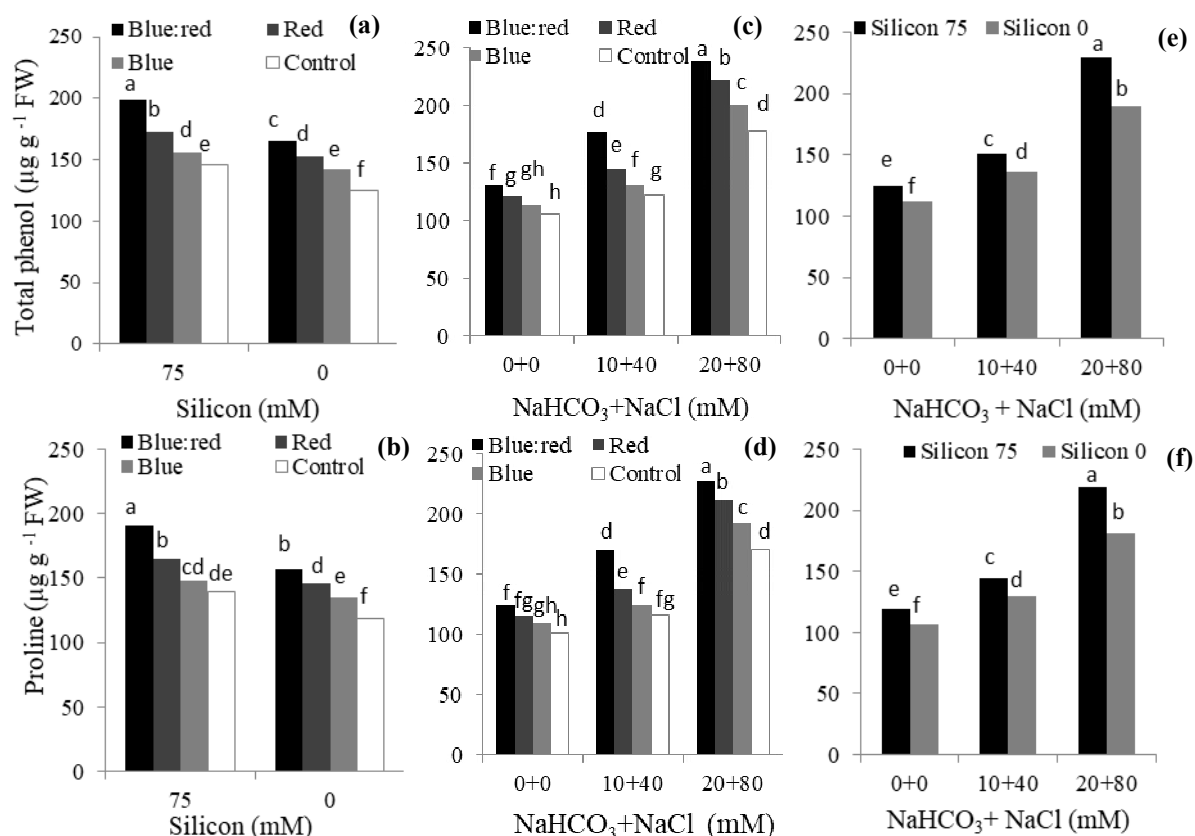 (a)
Blue:red Red
Blue Control
Total phenol (µg g -1 FW)
250
200
150
100
50
0
a b d e c d e f
75 0
Silicon (mM)
(c)
Blue:red Red
Blue Control
250
200
150
100
50
0
f g gh h d e f g a b c d
0+0 10+40 20+80
NaHCO3+NaCl (mM)
(e)
Silicon 75 Silicon 0
250
200
150
100
50
0
e f c d a b
0+0 10+40 20+80
NaHCO3 + NaCl (mM)
(b)
Blue:red Red
Blue Control
Proline (µg g -1 FW)
250
200
150
100
50
0
a b cd de b d e f
75 0
Silicon (mM)
(d)
Blue:red Red
Blue Control
250
200
150
100
50
0
f fg gh h d e f fg a b c d
0+0 10+40 20+80
NaHCO3+NaCl (mM)
(f)
Silicon 75 Silicon 0
250
200
150
100
50
0
e f c d a b
0+0 10+40 20+80
NaHCO3+ NaCl (mM)